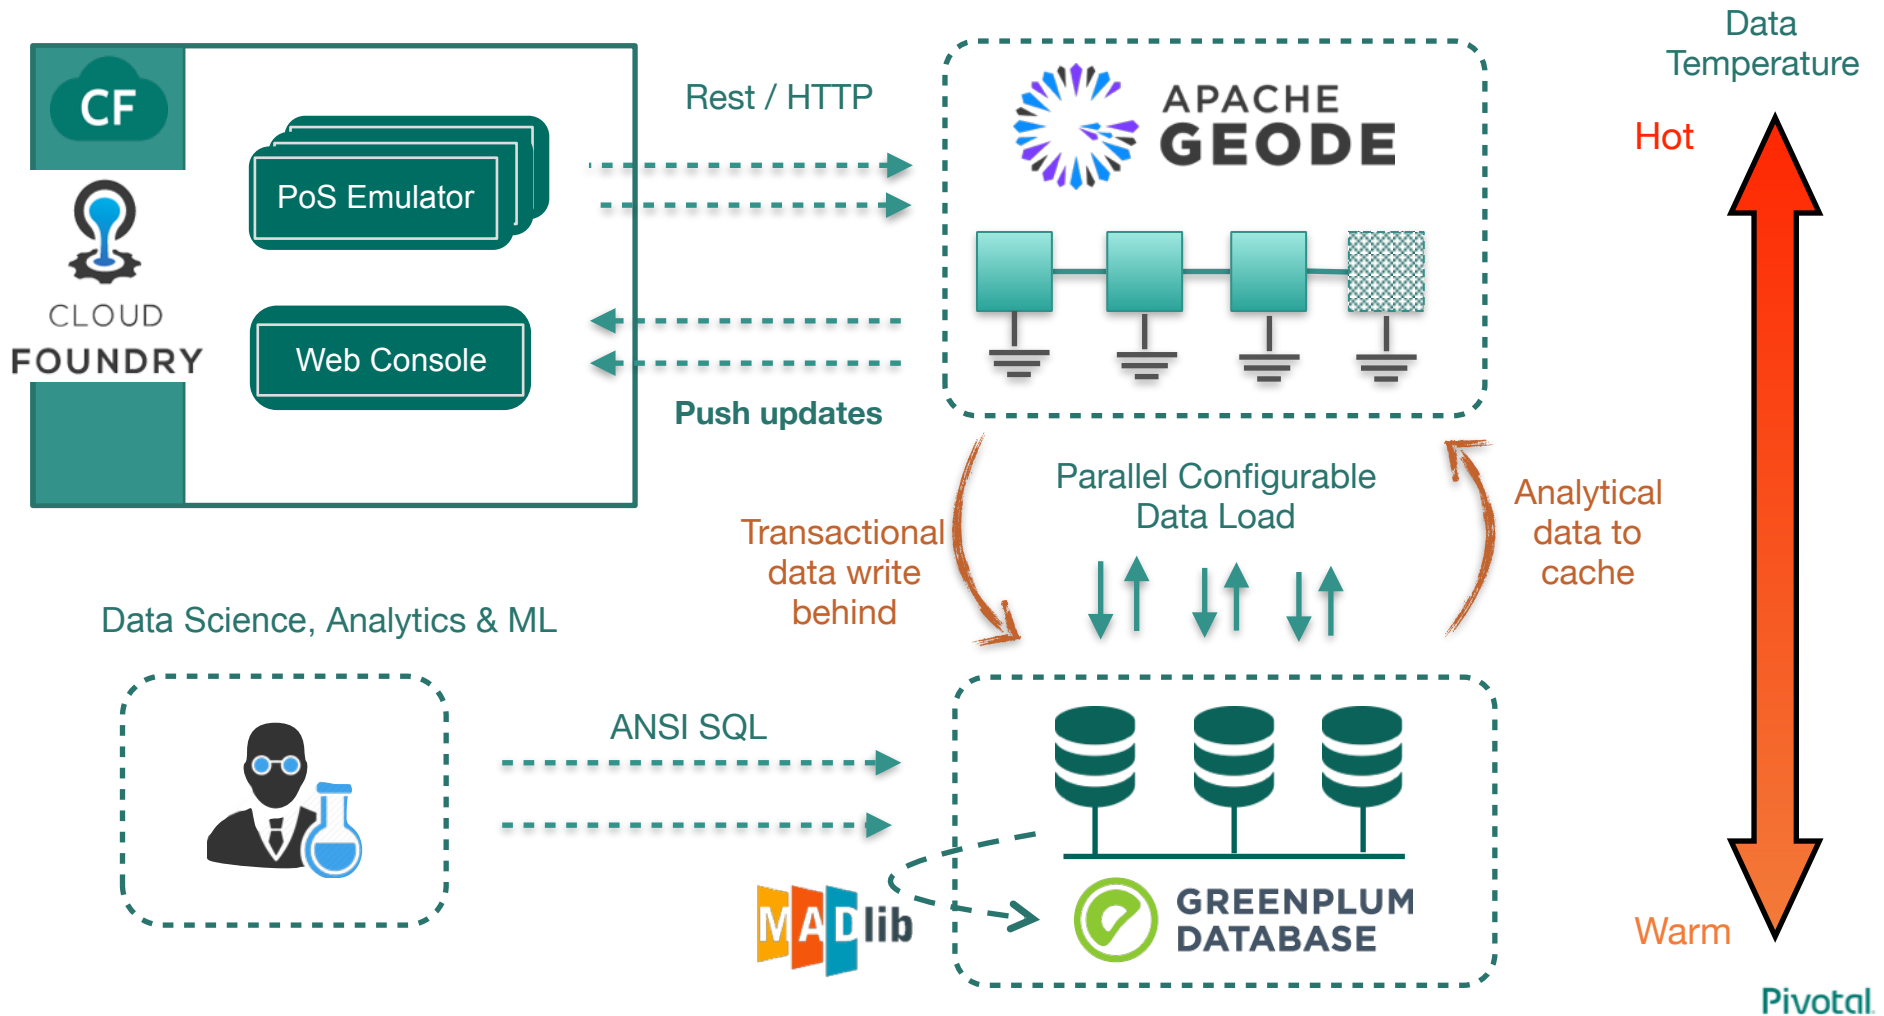 CF
CLOUD
FOUNDRY
PoS Emulator
Web Console
Rest / HTTP
Push updates
APACHE
GEODE
Data
Temperature
Hot
Parallel Configurable
Data Load
Transactional
data write
behind
Analytical
data to
cache
Data Science, Analytics & ML
ANSI SQL
MADlib
GREENPLUM
DATABASE
Warm
Pivotal